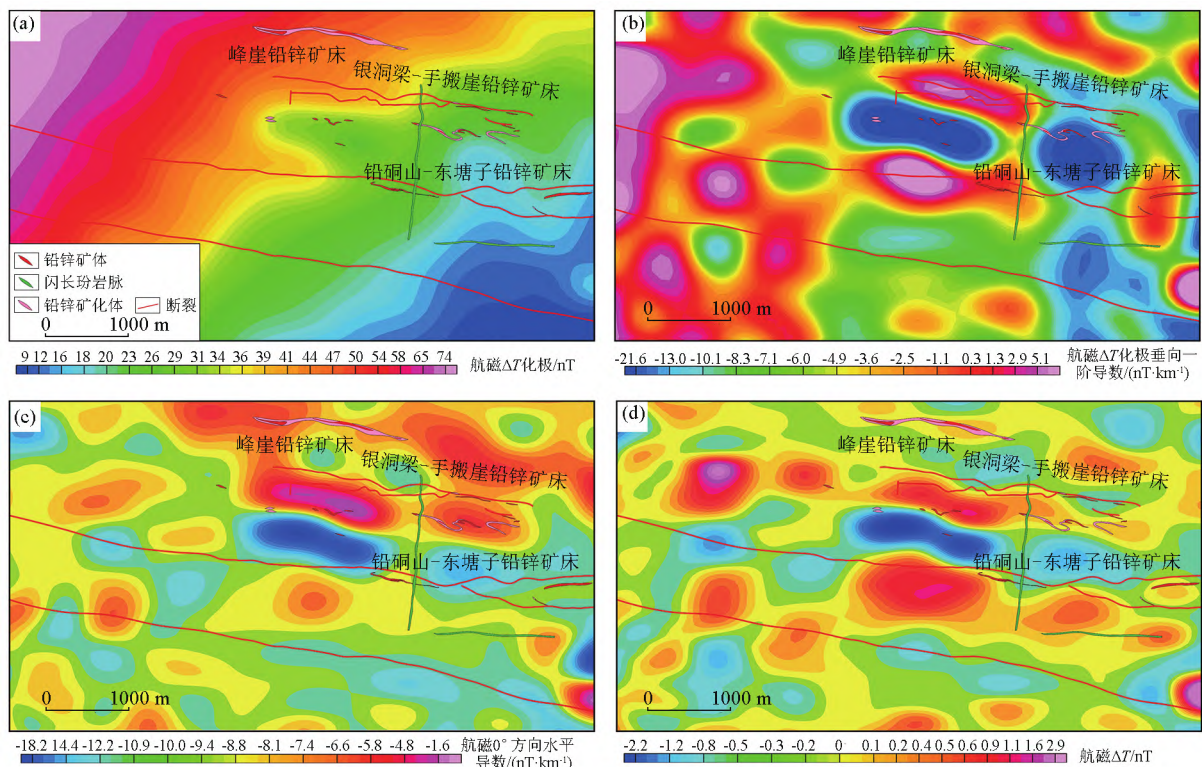 (a)
峰崖铅锌矿床
银洞梁-手搬崖铅锌矿床
铅硐山-东塘子铅锌矿床
铅锌矿体
闪长玢岩脉
铅锌矿化体 断裂
0 1000 m
9 12 16 18 20 23 26 29 31 34 36 39 41 44 47 50 54 58 65 74 航磁ΔT化极/nT
(b)
峰崖铅锌矿床
银洞梁-手搬崖铅锌矿床
铅硐山-东塘子铅锌矿床
0 1000 m
-21.6 -13.0 -10.1 -8.3 -7.1 -6.0 -4.9 -3.6 -2.5 -1.1 0.3 1.3 2.9 5.1 航磁ΔT化极垂向一
阶导数/(nT·km⁻¹)
(c)
峰崖铅锌矿床
银洞梁-手搬崖铅锌矿床
铅硐山-东塘子铅锌矿床
0 1000 m
-18.2 14.4 -12.2 -10.9 -10.0 -9.4 -8.8 -8.1 -7.4 -6.6 -5.8 -4.8 -1.6 航磁0°方向水平
导数/(nT·km⁻¹)
(d)
峰崖铅锌矿床
银洞梁-手搬崖铅锌矿床
铅硐山-东塘子铅锌矿床
0 1000 m
-2.2 -1.2 -0.8 -0.5 -0.3 -0.2 0 0.1 0.2 0.4 0.5 0.6 0.9 1.1 1.6 2.9 航磁ΔT/nT